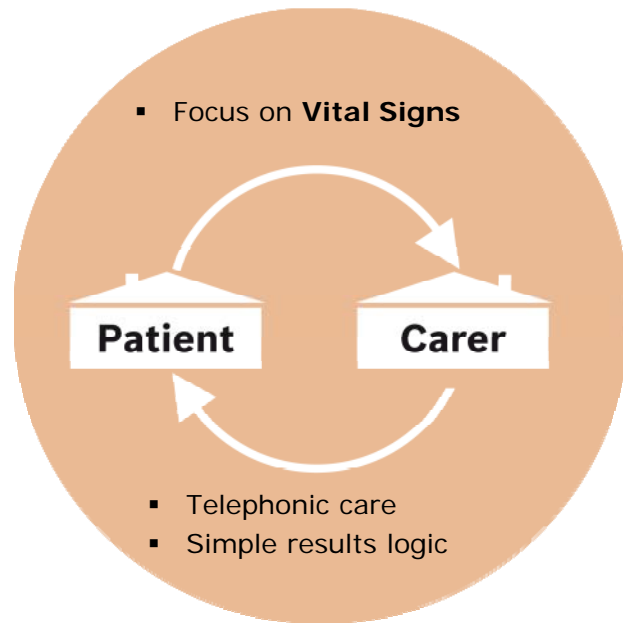 ▪ Focus on Vital Signs
Patient
Carer
▪ Telephonic care
▪ Simple results logic